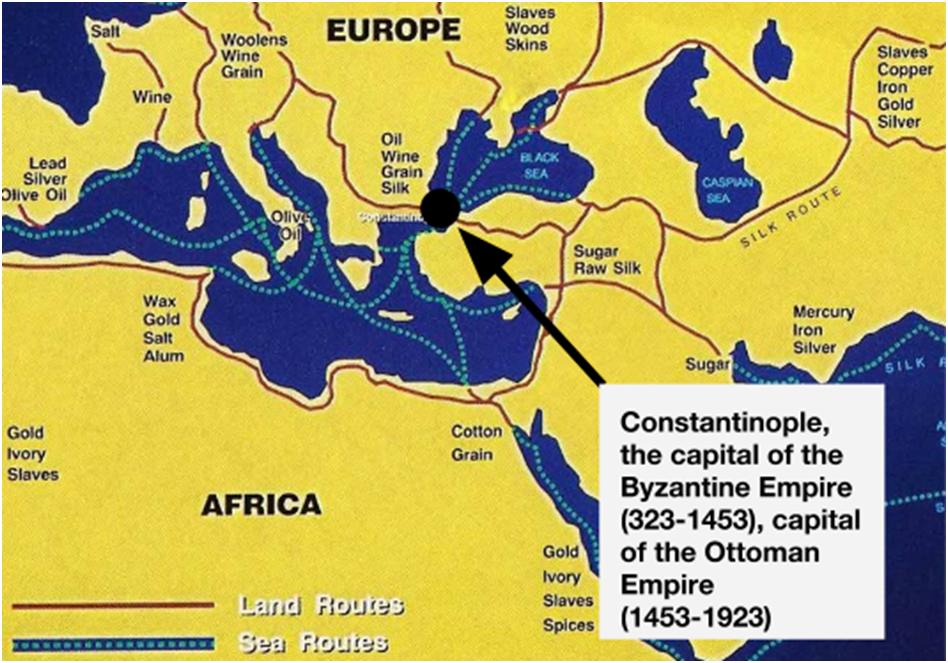 EUROPE
Salt
Woolens
Wine
Grain
Wine
Slaves
Wood
Skins
Slaves
Copper
Iron
Gold
Silver
Lead
Silver
Olive Oil
Oil
Wine
Grain
Silk
BLACK
SEA
CASPIAN
SEA
SILK ROUTE
Olive
Oil
Sugar
Raw Silk
Wax
Gold
Salt
Alum
Mercury
Iron
Silver
Sugar
SILK
Gold
Ivory
Slaves
Cotton
Grain
AFRICA
Gold
Ivory
Slaves
Spices
Constantinople,
the capital of the
Byzantine Empire
(323-1453), capital
of the Ottoman
Empire
(1453-1923)
Land Routes
Sea Routes